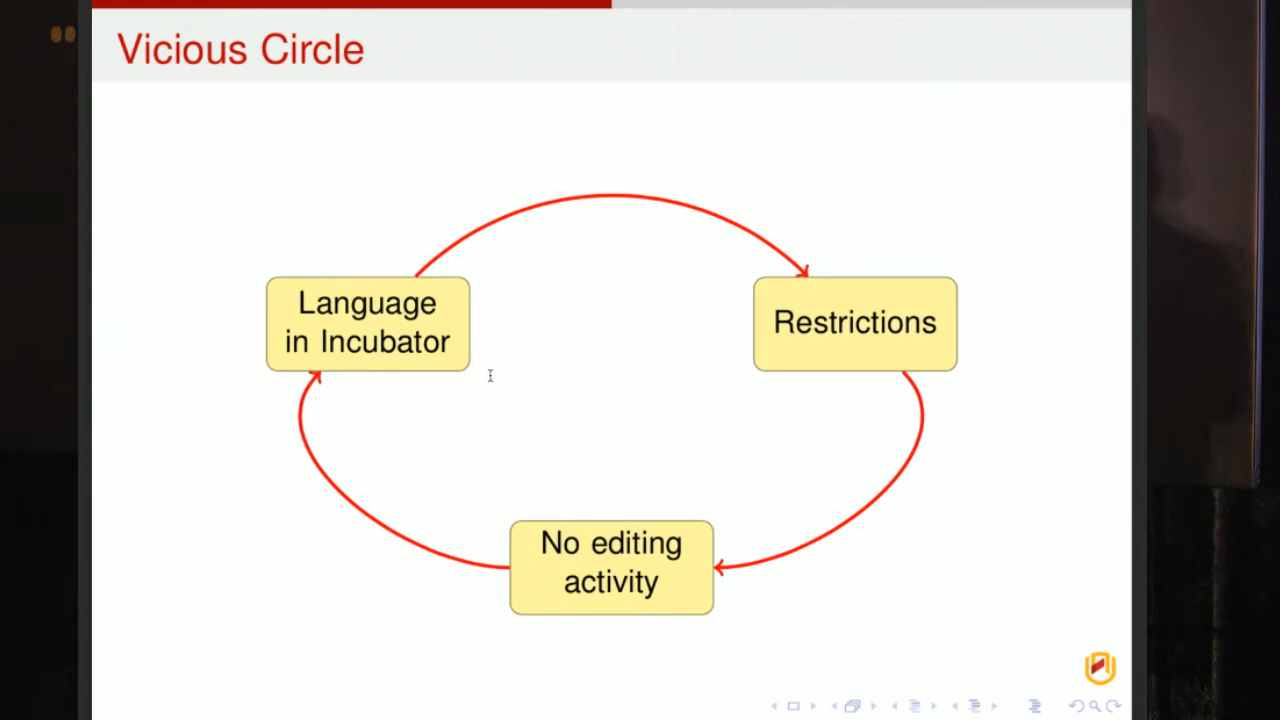 Vicious Circle
Language
in Incubator
Restrictions
No editing
activity